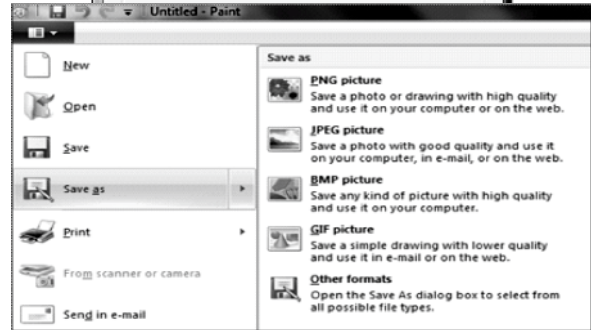 Untitled - Paint
New
Open
Save
Save as
Print
From scanner or camera
Send in e-mail
Save as
PNG picture
Save a photo or drawing with high quality
and use it on your computer or on the web.
JPEG picture
Save a photo with good quality and use it
on your computer, in e-mail, or on the web.
BMP picture
Save any kind of picture with high quality
and use it on your computer.
GIF picture
Save a simple drawing with lower quality
and use it in e-mail or on the web.
Other formats
Open the Save As dialog box to select from
all possible file types.